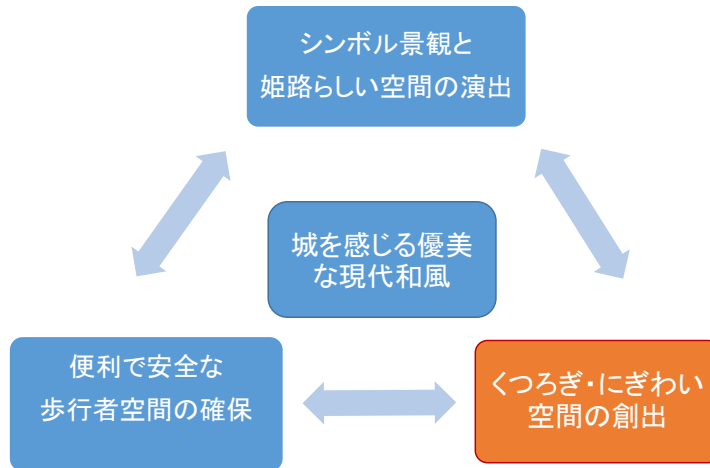 シンボル景観と
姫路らしい空間の演出
城を感じる優美
な現代和風
便利で安全な
歩行者空間の確保
くつろぎ・にぎわい
空間の創出